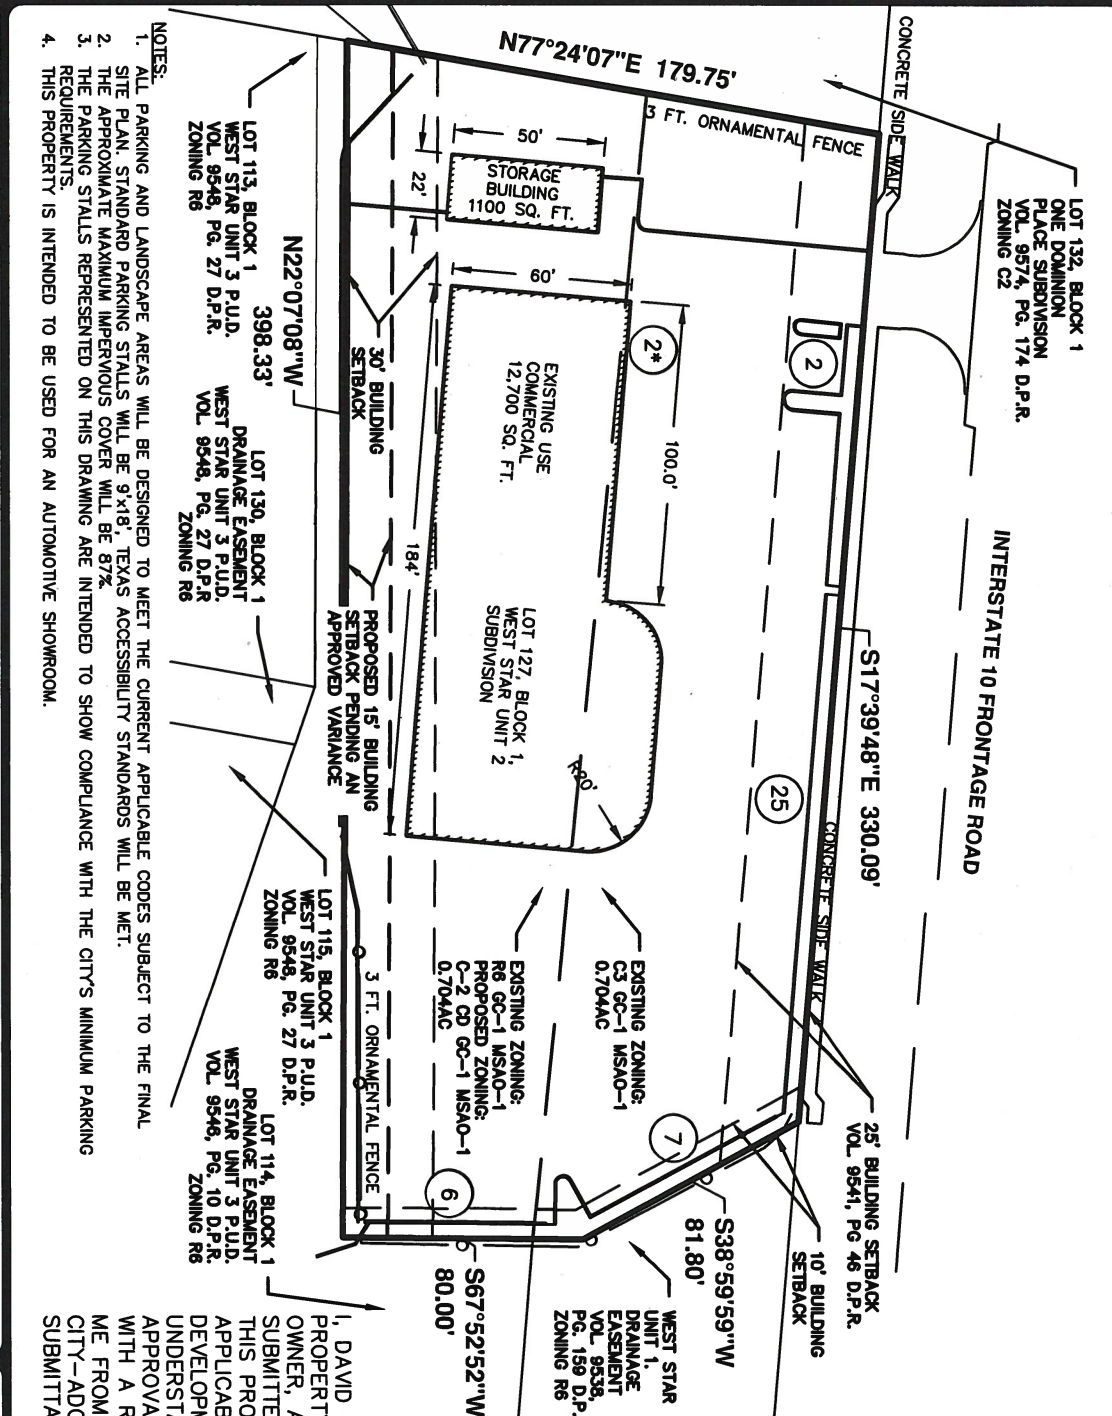 INTERSTATE 10 FRONTAGE ROAD
LOT 132, BLOCK 1
ONE DOMINION
PLACE SUBDIVISION
VOL. 9574, PG. 174 D.P.R.
ZONING C2
CONCRETE SIDE WALK
N77°24'07"E 179.75'
3 FT. ORNAMENTAL FENCE
S17°39'48"E 330.09'
CONCRETE SIDE WALK
25' BUILDING SETBACK
VOL. 9541, PG 46 D.P.R.
10' BUILDING
SETBACK
2
25
2*
7
6
50'
STORAGE
BUILDING
1100 SQ. FT.
22'
60'
100.0'
EXISTING USE
COMMERCIAL
12,700 SQ. FT.
LOT 127, BLOCK 1,
WEST STAR UNIT 2
SUBDIVISION
R20'
184'
EXISTING ZONING:
C3 GC-1 MSAO-1
0.704AC
EXISTING ZONING:
R6 GC-1 MSAO-1
PROPOSED ZONING:
C-2 CD GC-1 MSAO-1
0.704AC
S38°59'59"W
81.80'
WEST STAR
UNIT 1.
DRAINAGE
EASEMENT
VOL. 9538,
PG. 159 D.P.
ZONING R6
S67°52'52"W
80.00'
30' BUILDING
SETBACK
PROPOSED 15' BUILDING
SETBACK PENDING AN
APPROVED VARIANCE
3 FT. ORNAMENTAL FENCE
N22°07'08"W
398.33'
LOT 113, BLOCK 1
WEST STAR UNIT 3 P.U.D.
VOL. 9548, PG. 27 D.P.R.
ZONING R6
LOT 130, BLOCK 1
DRAINAGE EASEMENT
WEST STAR UNIT 3 P.U.D.
VOL. 9548, PG. 27 D.P.R
ZONING R6
LOT 115, BLOCK 1
WEST STAR UNIT 3 P.U.D.
VOL. 9548, PG. 27 D.P.R.
ZONING R6
LOT 114, BLOCK 1
DRAINAGE EASEMENT
WEST STAR UNIT 3 P.U.D.
VOL. 9546, PG. 10 D.P.R.
ZONING R6
NOTES:
1. ALL PARKING AND LANDSCAPE AREAS WILL BE DESIGNED TO MEET THE CURRENT APPLICABLE CODES SUBJECT TO THE FINAL
SITE PLAN. STANDARD PARKING STALLS WILL BE 9'x18', TEXAS ACCESSIBILITY STANDARDS WILL BE MET.
2. THE APPROXIMATE MAXIMUM IMPERVIOUS COVER WILL BE 87%.
3. THE PARKING STALLS REPRESENTED ON THIS DRAWING ARE INTENDED TO SHOW COMPLIANCE WITH THE CITY'S MINIMUM PARKING
REQUIREMENTS.
4. THIS PROPERTY IS INTENDED TO BE USED FOR AN AUTOMOTIVE SHOWROOM.
I, DAVID
PROPERT
OWNER, A
SUBMITTE
THIS PRO
APPLICAB
DEVELOPM
UNDERSTA
APPROVA
WITH A R
ME FROM
CITY-ADO
SUBMITTA